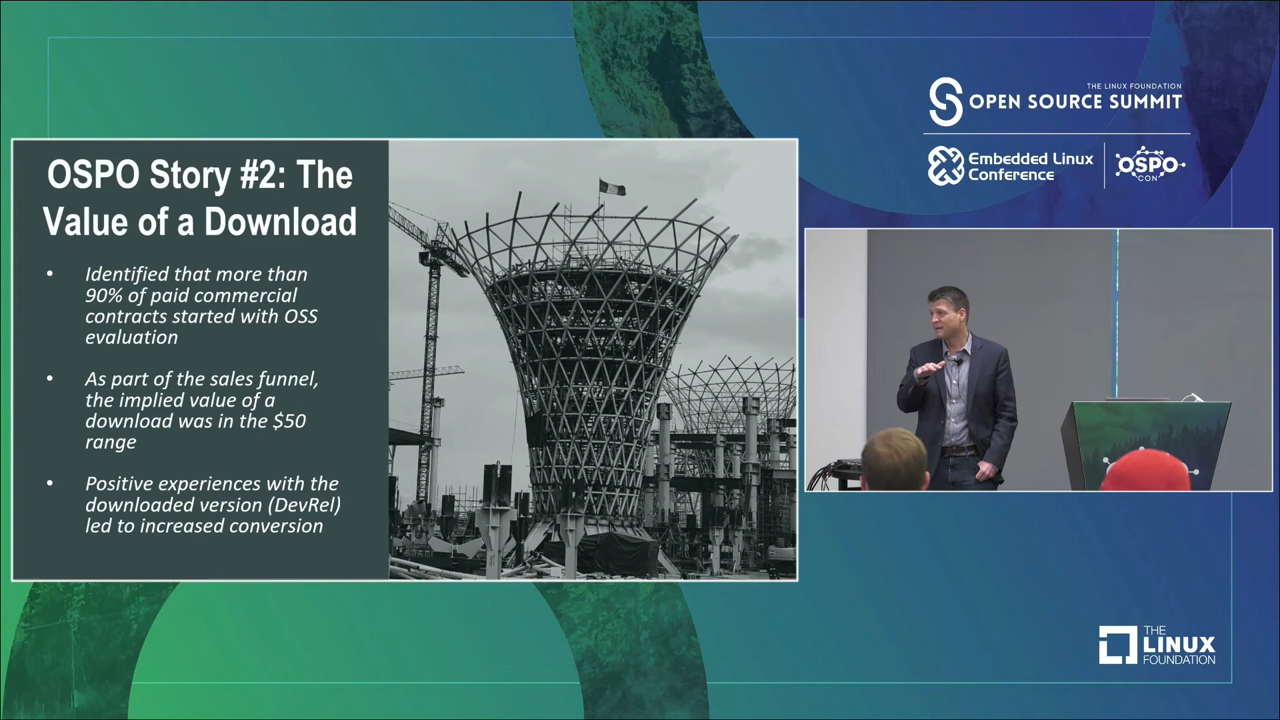 OSPO Story #2: The
Value of a Download
• Identified that more than
90% of paid commercial
contracts started with OSS
evaluation
• As part of the sales funnel,
the implied value of a
download was in the $50
range
• Positive experiences with the
downloaded version (DevRel)
led to increased conversion
THE LINUX FOUNDATION
OPEN SOURCE SUMMIT
Embedded Linux
Conference
OSPO
CON
THE
LINUX
FOUNDATION